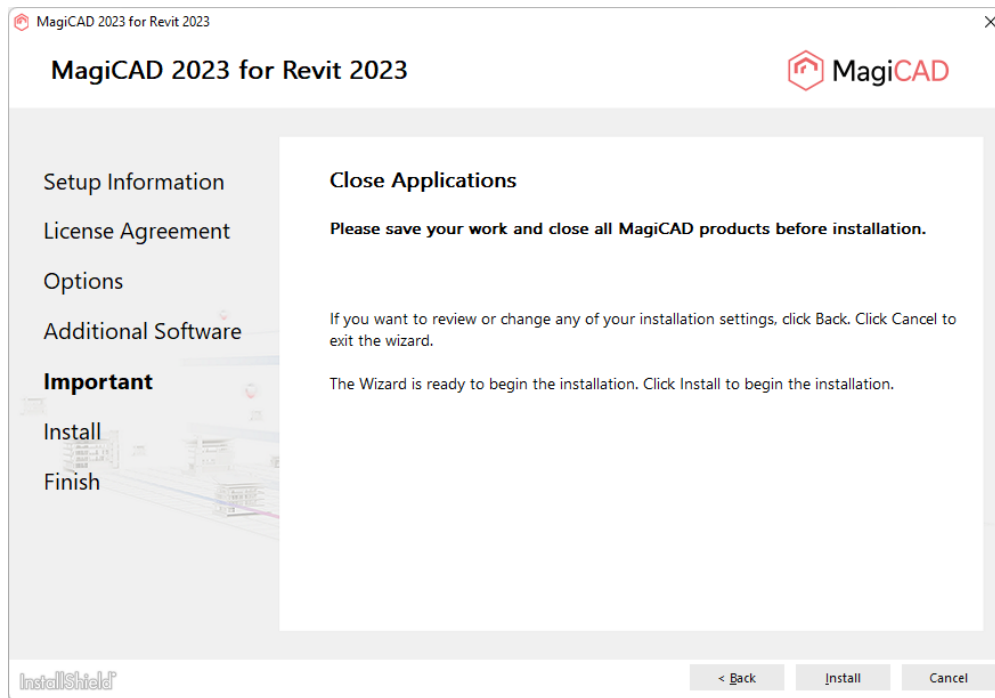 MagiCAD 2023 for Revit 2023
MagiCAD 2023 for Revit 2023
MagiCAD
Setup Information
License Agreement
Options
Additional Software
Important
Install
Finish
Close Applications
Please save your work and close all MagiCAD products before installation.
If you want to review or change any of your installation settings, click Back. Click Cancel to
exit the wizard.
The Wizard is ready to begin the installation. Click Install to begin the installation.
InstallShield
< Back
Install
Cancel